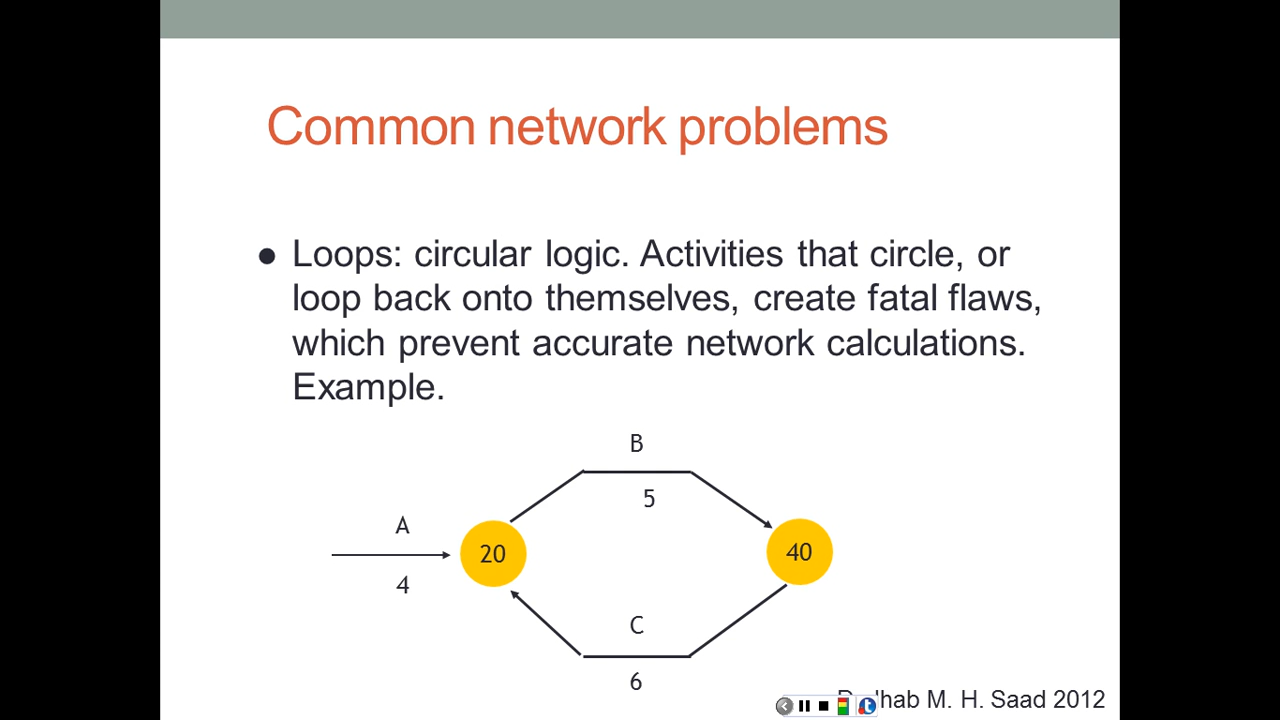 Common network problems
● Loops: circular logic. Activities that circle, or
loop back onto themselves, create fatal flaws,
which prevent accurate network calculations.
Example.
B
5
A
20
40
4
C
6
M. H. Saad 2012